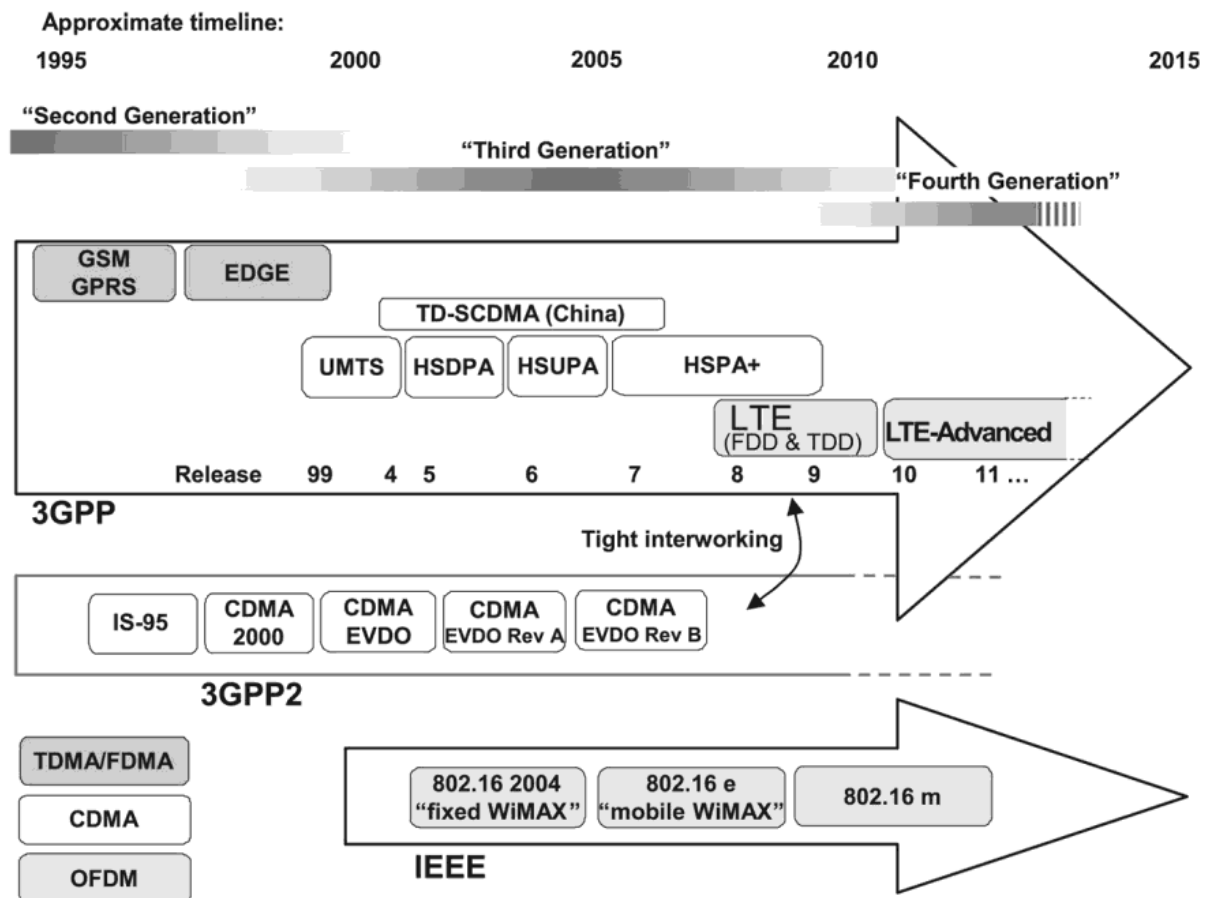 Approximate timeline:
1995 2000 2005 2010 2015
“Second Generation”
“Third Generation”
“Fourth Generation”
GSM
GPRS
EDGE
TD-SCDMA (China)
UMTS
HSDPA
HSUPA
HSPA+
LTE
(FDD & TDD)
LTE-Advanced
Release 99 4 5 6 7 8 9 10 11 ...
3GPP
Tight interworking
IS-95
CDMA
2000
CDMA
EVDO
CDMA
EVDO Rev A
CDMA
EVDO Rev B
3GPP2
TDMA/FDMA
CDMA
OFDM
802.16 2004
“fixed WiMAX”
802.16 e
“mobile WiMAX”
802.16 m
IEEE